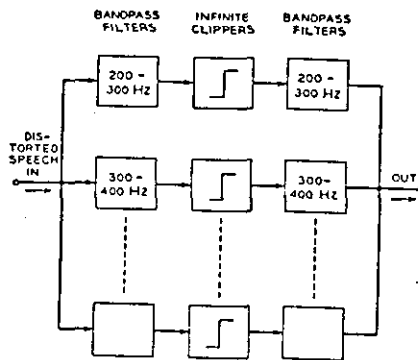 BANDPASS
FILTERS
INFINITE
CLIPPERS
BANDPASS
FILTERS
200 -
300 HZ
200 -
300 HZ
DIS-
TORTED
SPEECH
IN
300-
400 HZ
300-
400 HZ
OUT